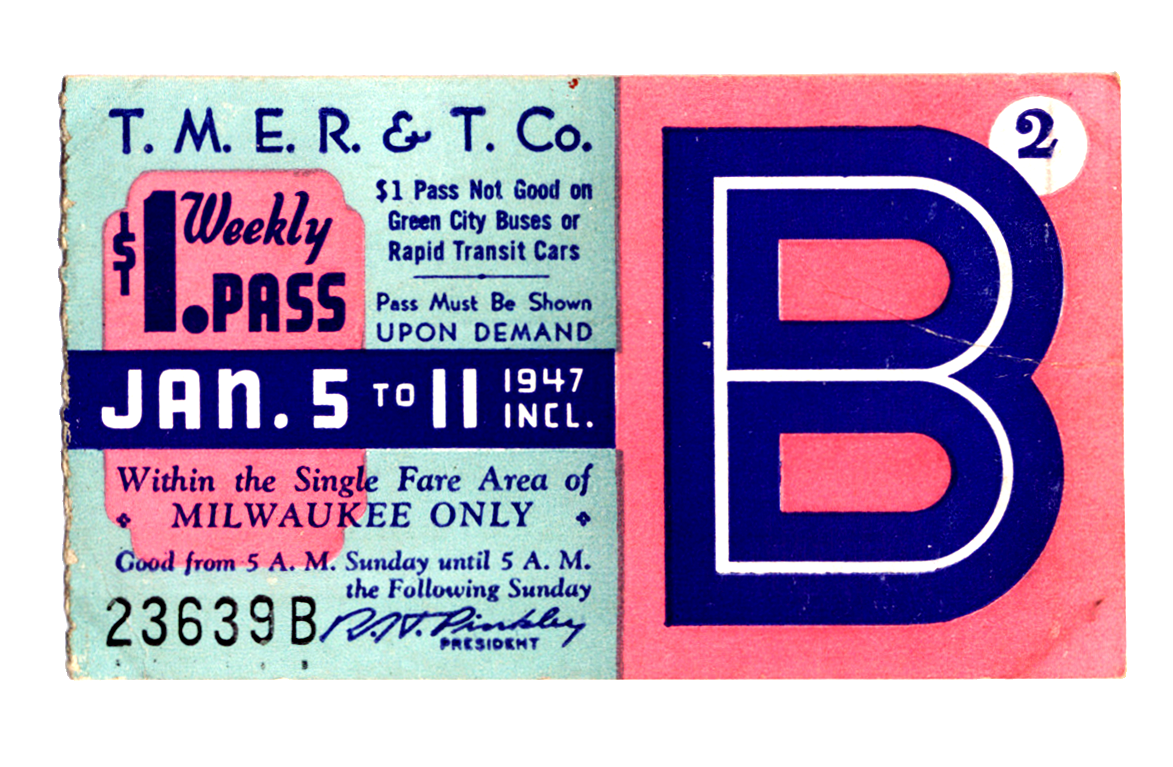 T. M. E. R. & T. Co.
$1. Weekly
PASS
$1 Pass Not Good on
Green City Buses or
Rapid Transit Cars
Pass Must Be Shown
UPON DEMAND
JAN. 5 TO 11 1947
INCL.
Within the Single Fare Area of
MILWAUKEE ONLY
Good from 5 A. M. Sunday until 5 A. M.
the Following Sunday
23639B
R.H. Pinkley
PRESIDENT
B
2